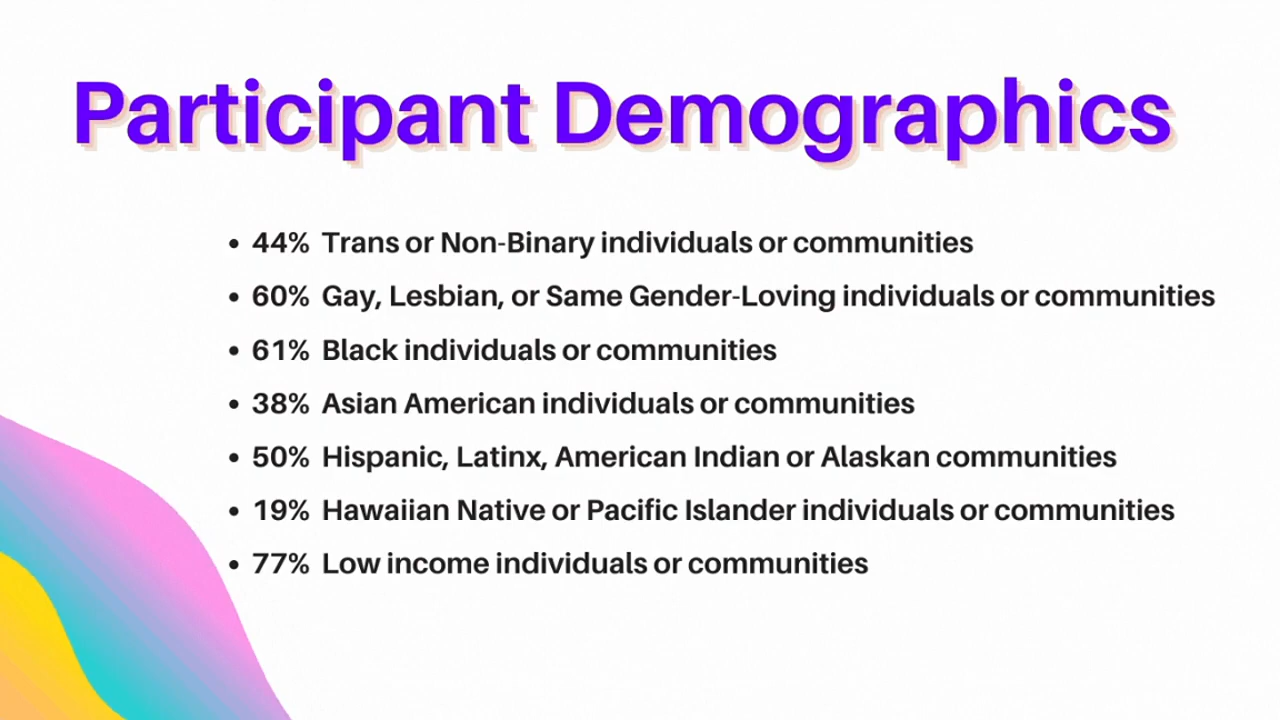 Participant Demographics
• 44% Trans or Non-Binary individuals or communities
• 60% Gay, Lesbian, or Same Gender-Loving individuals or communities
• 61% Black individuals or communities
• 38% Asian American individuals or communities
• 50% Hispanic, Latinx, American Indian or Alaskan communities
• 19% Hawaiian Native or Pacific Islander individuals or communities
• 77% Low income individuals or communities